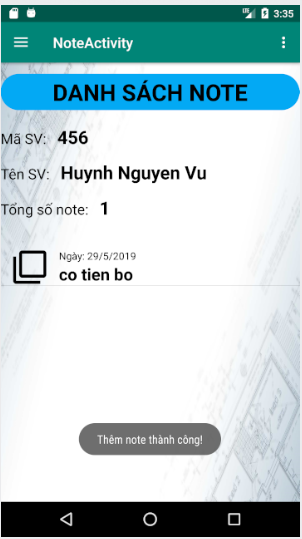 3:35
NoteActivity
DANH SÁCH NOTE
Mã SV: 456
Tên SV: Huynh Nguyen Vu
Tổng số note: 1
Ngày: 29/5/2019
co tien bo
Thêm note thành công!